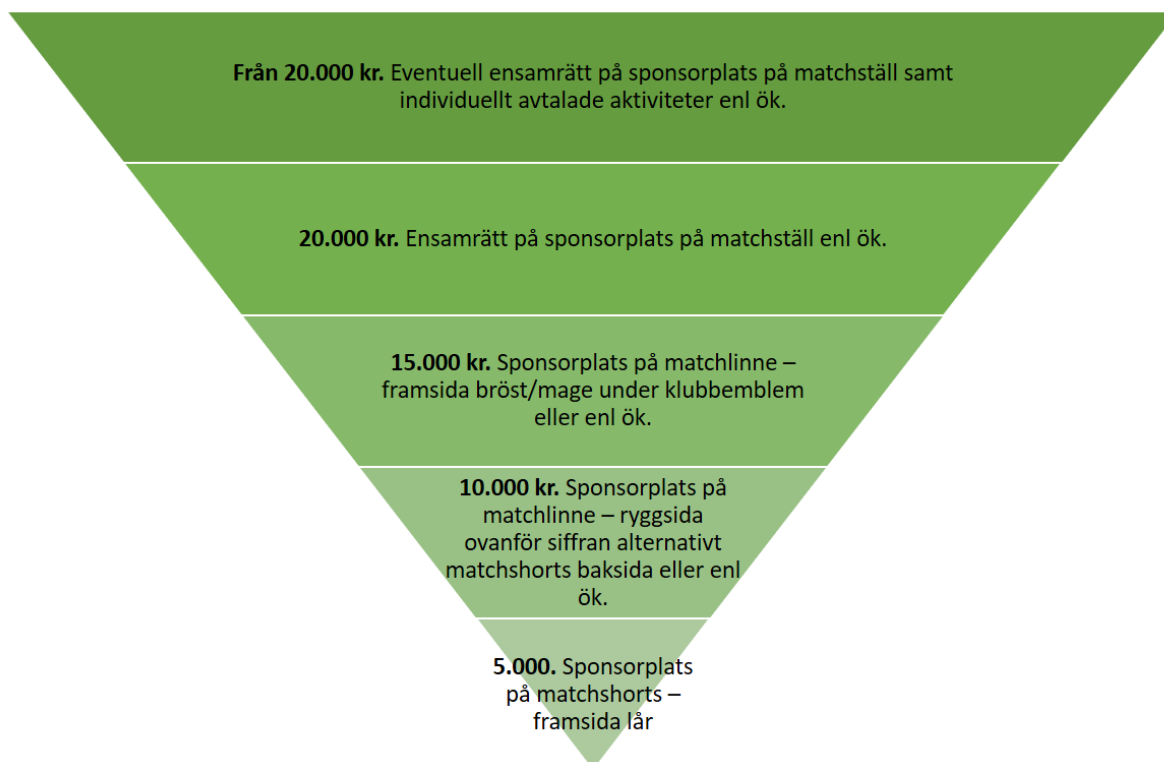 Från 20.000 kr. Eventuell ensamrätt på sponsorplats på matchställ samt
individuellt avtalade aktiviteter enl ök.
20.000 kr. Ensamrätt på sponsorplats på matchställ enl ök.
15.000 kr. Sponsorplats på matchlinne –
framsida bröst/mage under klubbemblem
eller enl ök.
10.000 kr. Sponsorplats på
matchlinne – ryggsida
ovanför siffran alternativt
matchshorts baksida eller enl
ök.
5.000. Sponsorplats
på matchshorts –
framsida lår